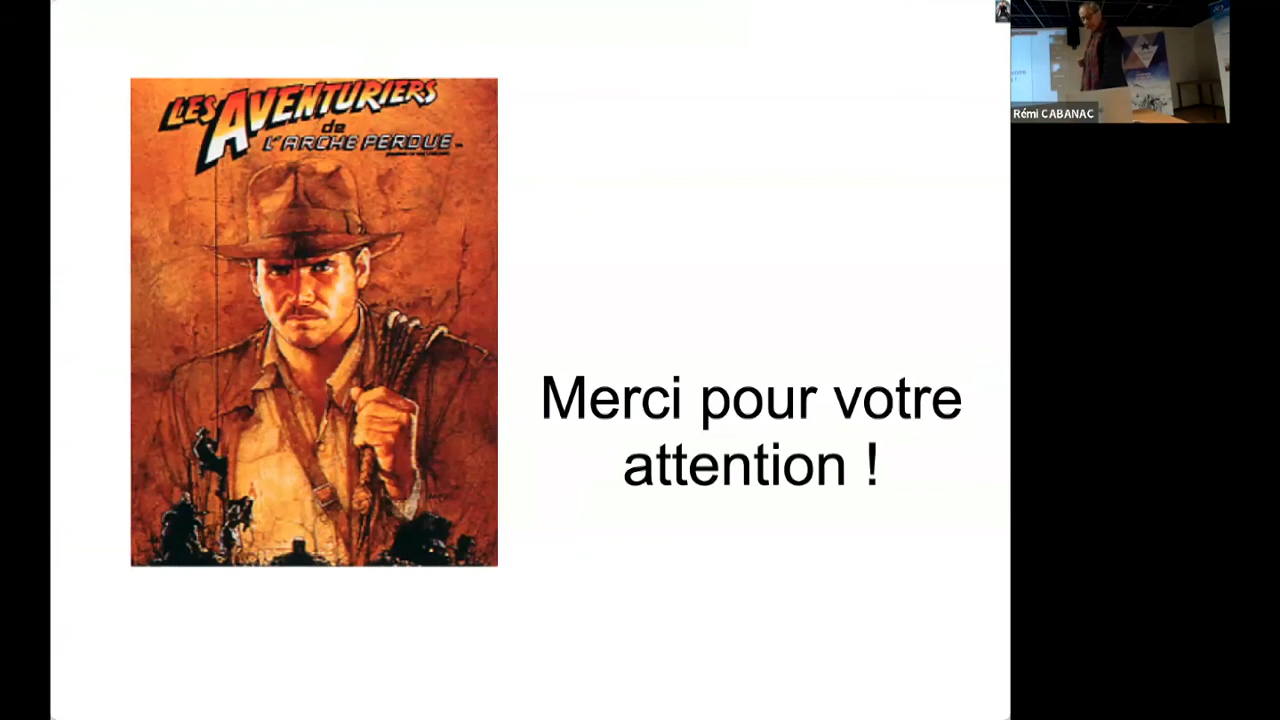 LES AVENTURIERS
de
L'ARCHE PERDUE
Merci pour votre
attention !
Rémi CABANAC